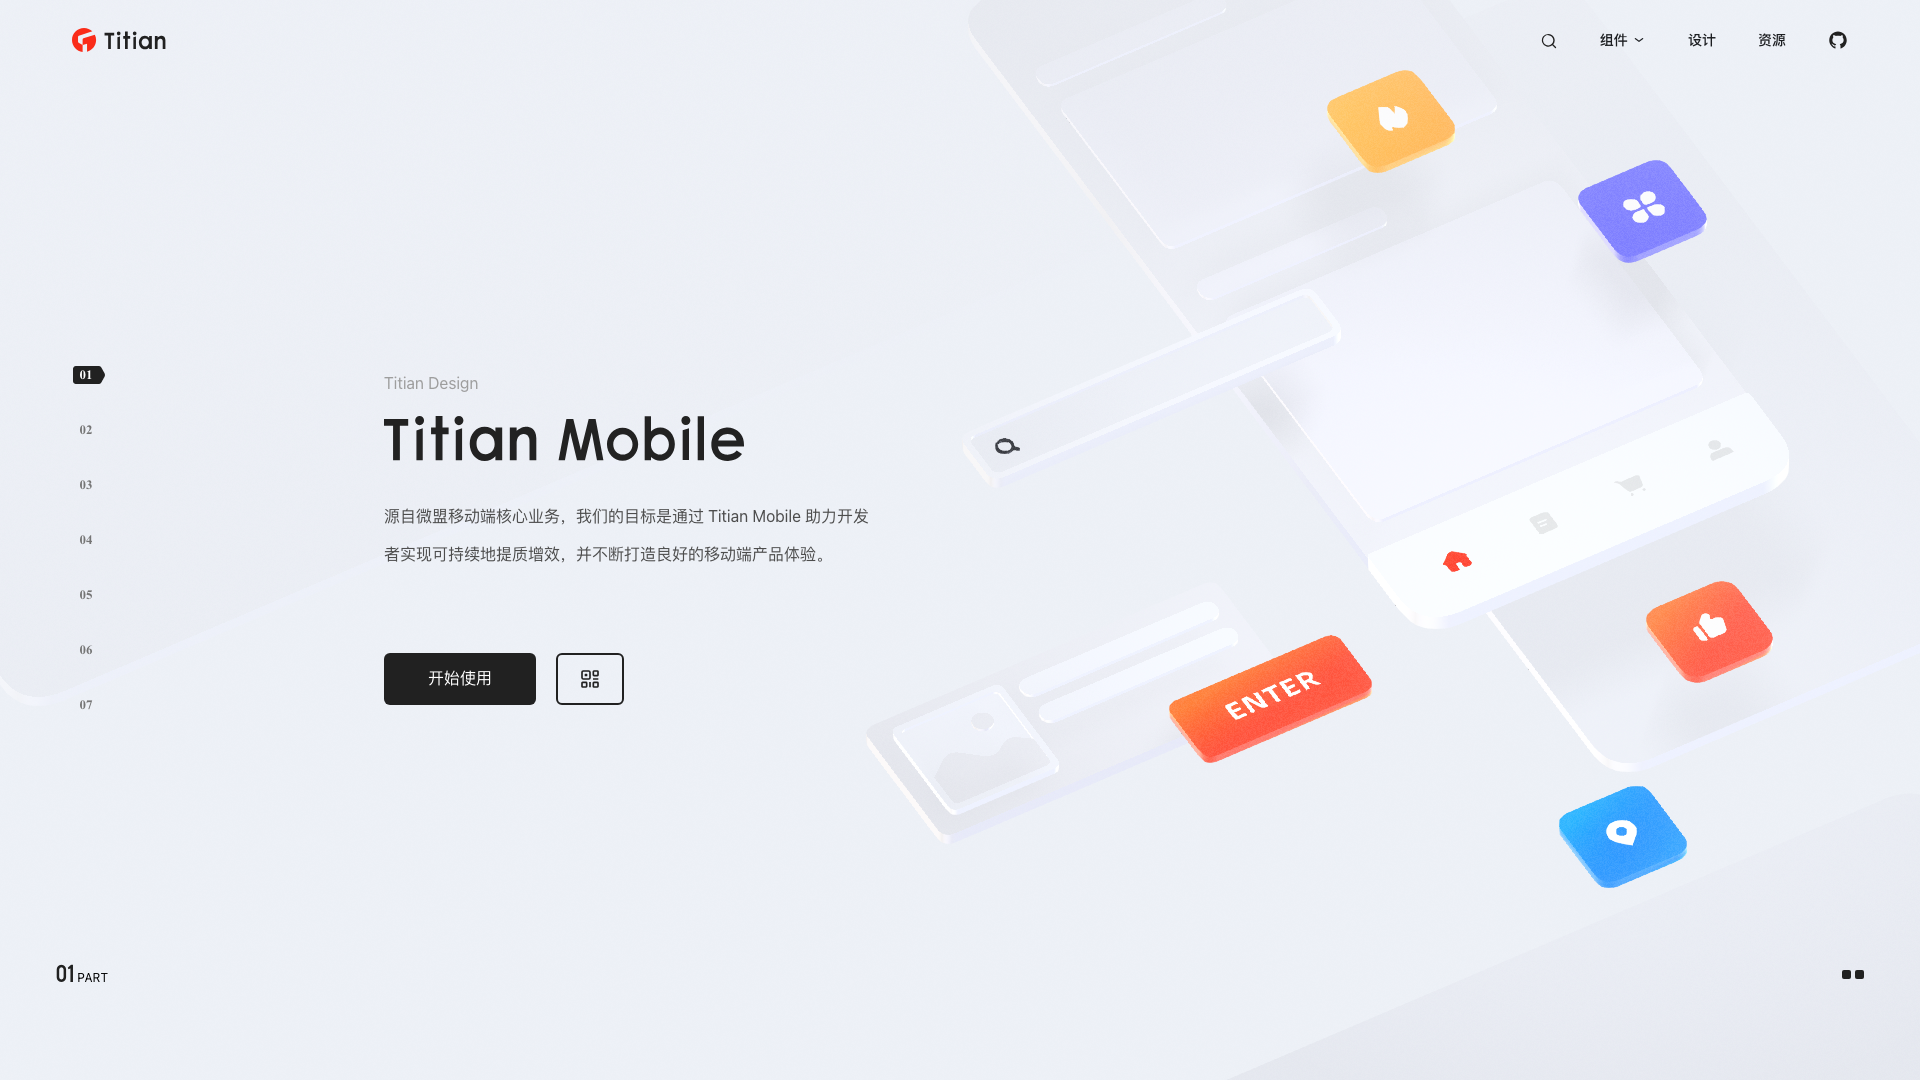 Titian
组件
设计
资源
01
02
03
04
05
06
07
Titian Design
Titian Mobile
源自微盟移动端核心业务，我们的目标是通过 Titian Mobile 助力开发
者实现可持续地提质增效，并不断打造良好的移动端产品体验。
开始使用
ENTER
01 PART